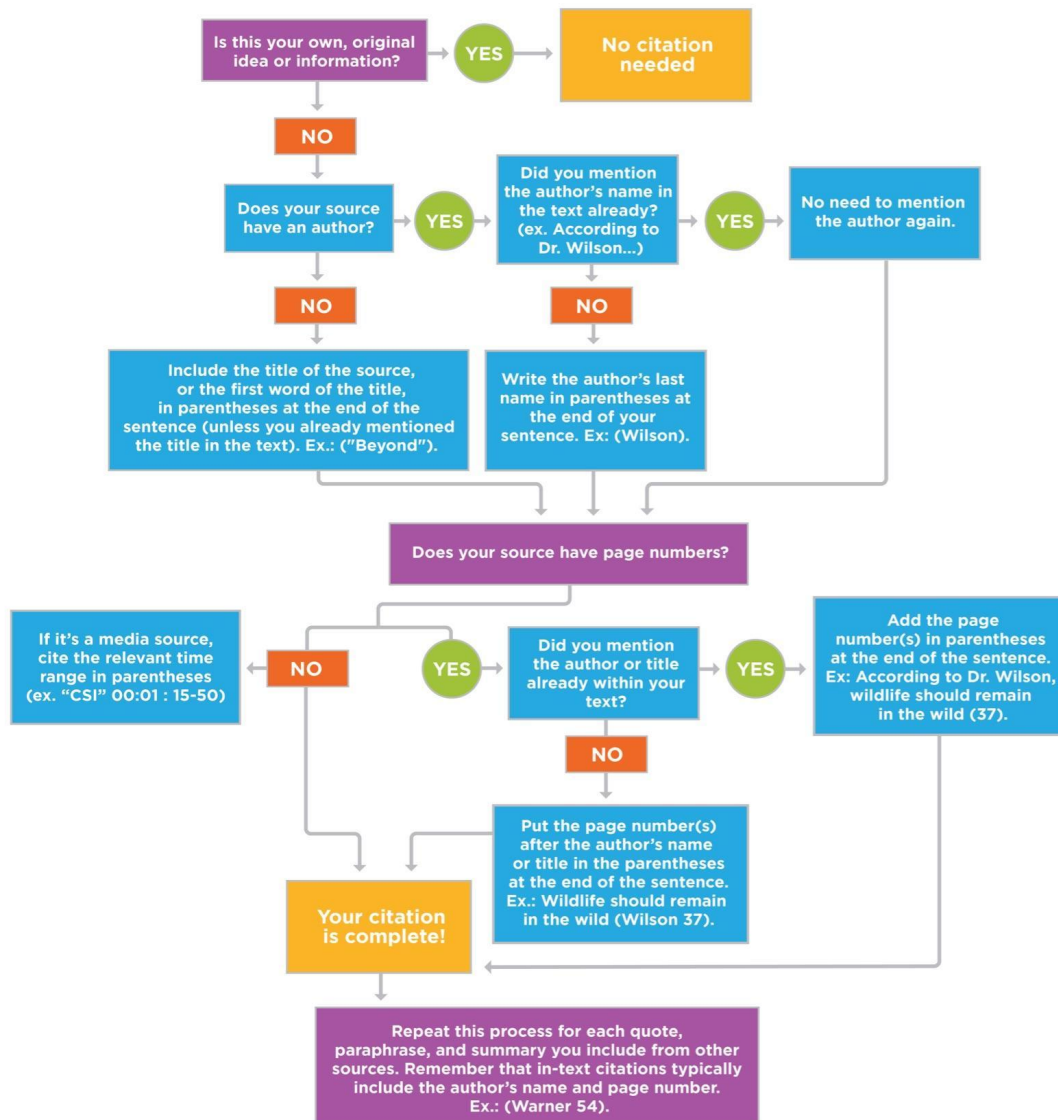 Is this your own, original
idea or information?
YES
No citation
needed
NO
Does your source
have an author?
YES
Did you mention
the author's name in
the text already?
(ex. According to
Dr. Wilson...)
YES
No need to mention
the author again.
NO
NO
Include the title of the source,
or the first word of the title,
in parentheses at the end of the
sentence (unless you already mentioned
the title in the text). Ex.: ("Beyond").
Write the author's last
name in parentheses at
the end of your
sentence. Ex: (Wilson).
Does your source have page numbers?
If it's a media source,
cite the relevant time
range in parentheses
(ex. “CSI” 00:01 : 15-50)
NO
YES
Did you mention
the author or title
already within your
text?
YES
Add the page
number(s) in parentheses
at the end of the sentence.
Ex: According to Dr. Wilson,
wildlife should remain
in the wild (37).
NO
Put the page number(s)
after the author's name
or title in the parentheses
at the end of the sentence.
Ex.: Wildlife should remain
in the wild (Wilson 37).
Your citation
is complete!
Repeat this process for each quote,
paraphrase, and summary you include from other
sources. Remember that in-text citations typically
include the author's name and page number.
Ex.: (Warner 54).